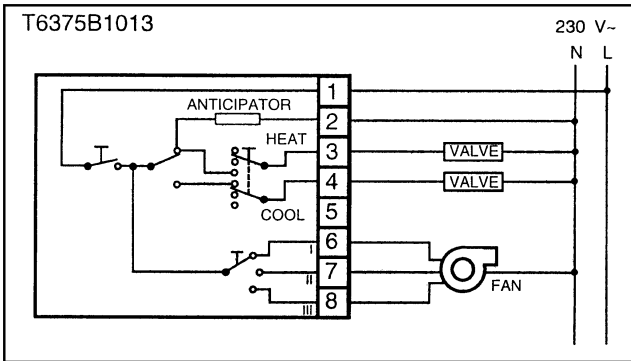 T6375B1013
230 V~
N L
1
ANTICIPATOR
2
HEAT
3
VALVE
4
VALVE
COOL
5
I
6
7
II
FAN
III
8